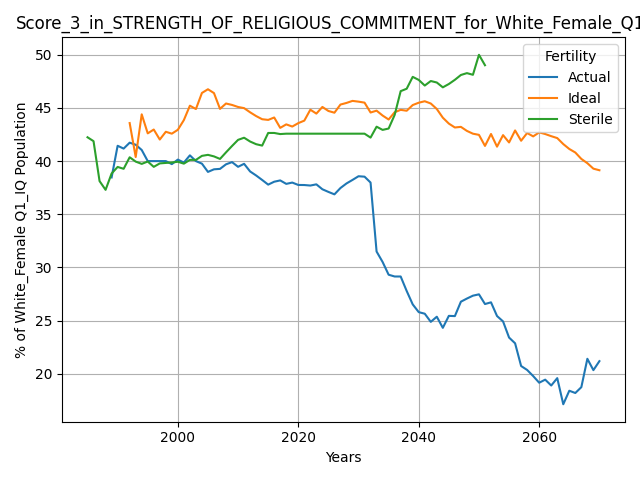 Score_3_in_STRENGTH_OF_RELIGIOUS_COMMITMENT_for_White_Female_Q1
Fertility
Actual
Ideal
Sterile
50
45
40
35
30
25
20
% of White_Female Q1_IQ Population
2000
2020
2040
2060
Years